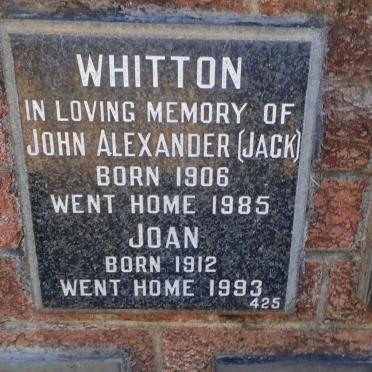 WHITTON
IN LOVING MEMORY OF
JOHN ALEXANDER (JACK)
BORN 1906
WENT HOME 1985
JOAN
BORN 1912
WENT HOME 1993
425